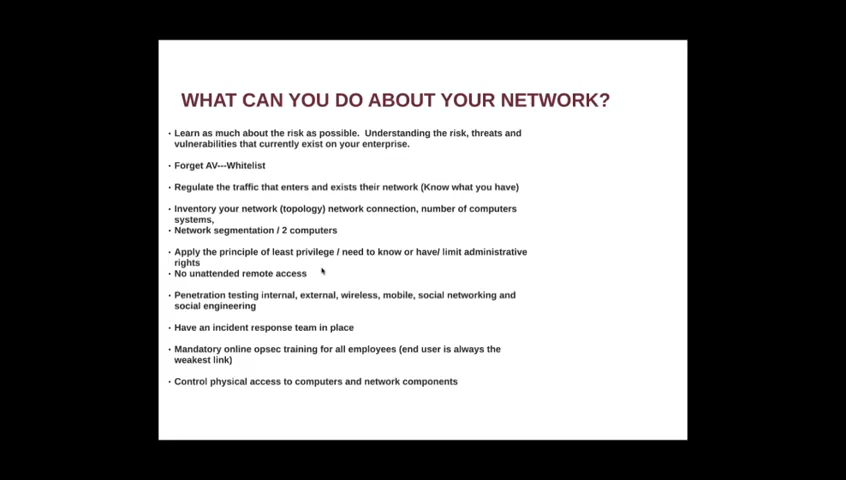 WHAT CAN YOU DO ABOUT YOUR NETWORK?
· Learn as much about the risk as possible.  Understanding the risk, threats and
vulnerabilities that currently exist on your enterprise.
· Forget AV---Whitelist
· Regulate the traffic that enters and exists their network (Know what you have)
· Inventory your network (topology) network connection, number of computers
systems,
· Network segmentation / 2 computers
· Apply the principle of least privilege / need to know or have/ limit administrative
rights
· No unattended remote access
· Penetration testing internal, external, wireless, mobile, social networking and
social engineering
· Have an incident response team in place
· Mandatory online opsec training for all employees (end user is always the
weakest link)
· Control physical access to computers and network components